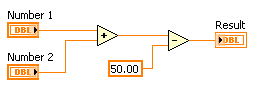 Number 1
DBL
+
-
Result
DBL
Number 2
DBL
50.00